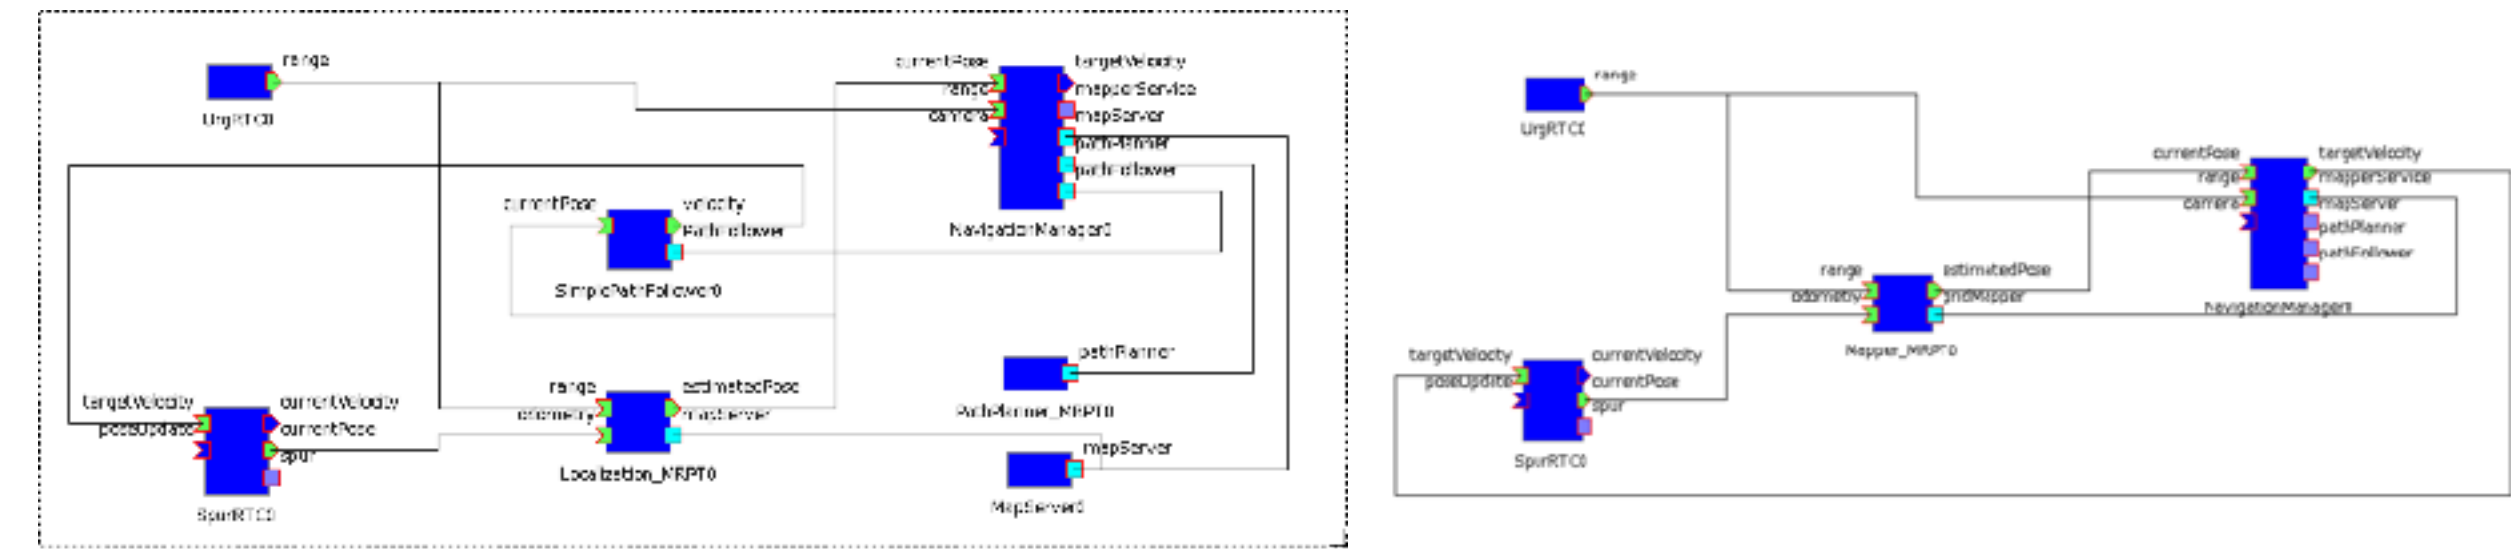 range
UrgRTC0
currentPose
range
camera
targetVelocity
mapperService
mapServer
pathPlanner
pathFollower
NavigationManager0
currentPose
velocity
PathFollower
SimplePathFollower0
pathPlanner
PathPlanner_MRPT0
range
odometry
estimatedPose
mapServer
Localization_MRPT0
targetVelocity
poseUpdate
currentVelocity
currentPose
spur
SpurRTC0
mapServer
MapServer0
range
UrgRTC0
currentPose
range
camera
targetVelocity
mapperService
mapServer
pathPlanner
pathFollower
NavigationManager0
range
odometry
estimatedPose
gridMapper
Mapper_MRPT0
targetVelocity
poseUpdate
currentVelocity
currentPose
spur
SpurRTC0